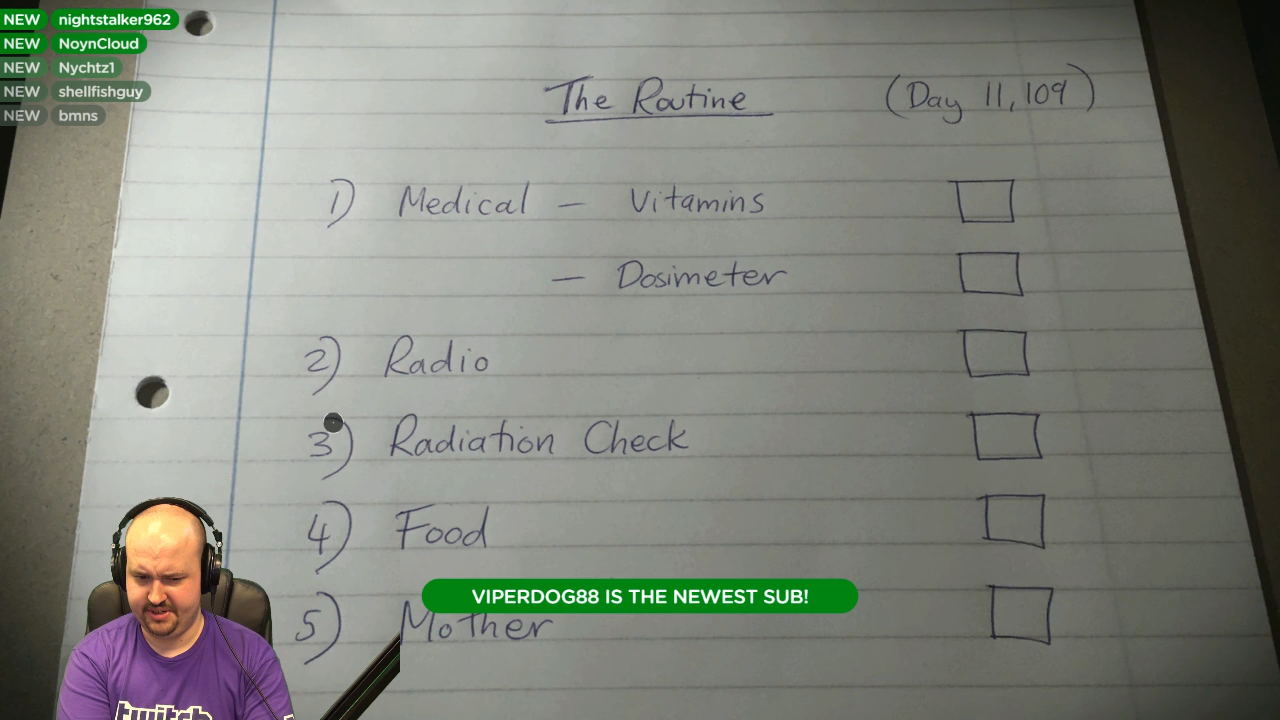 NEW nightstalker962
NEW NoynCloud
NEW Nychtz1
NEW shellfishguy
NEW bmns
The Routine (Day 11,109)
1) Medical — Vitamins
— Dosimeter
2) Radio
3) Radiation Check
4) Food
VIPERDOG88 IS THE NEWEST SUB!
5) Mother
twitch